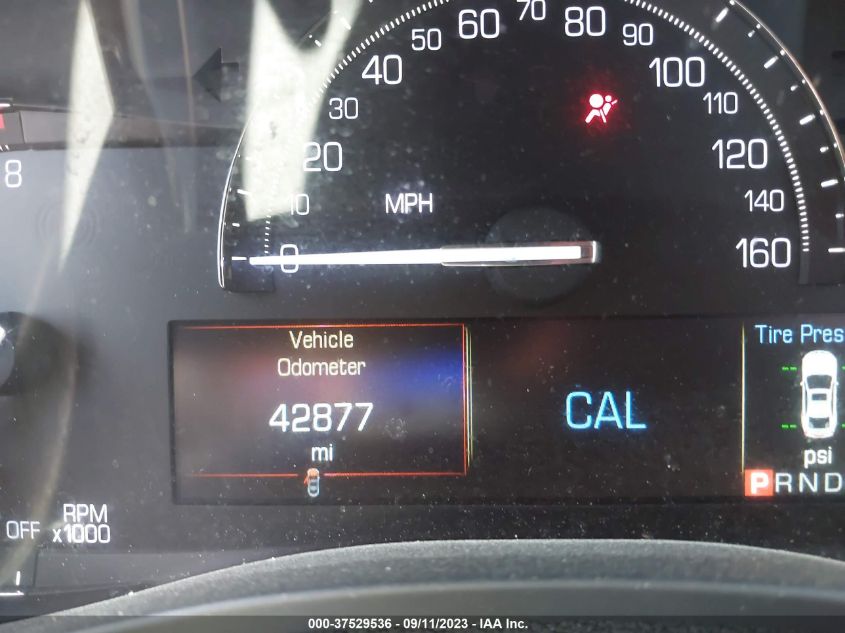 70
60 80
50 90
40 100
30 110
20 120
8
10 MPH 140
0 160
Vehicle
Odometer
42877
mi
CAL
Tire Pres
psi
PRND
RPM
OFF x1000
000-37529536 - 09/11/2023 - IAA Inc.